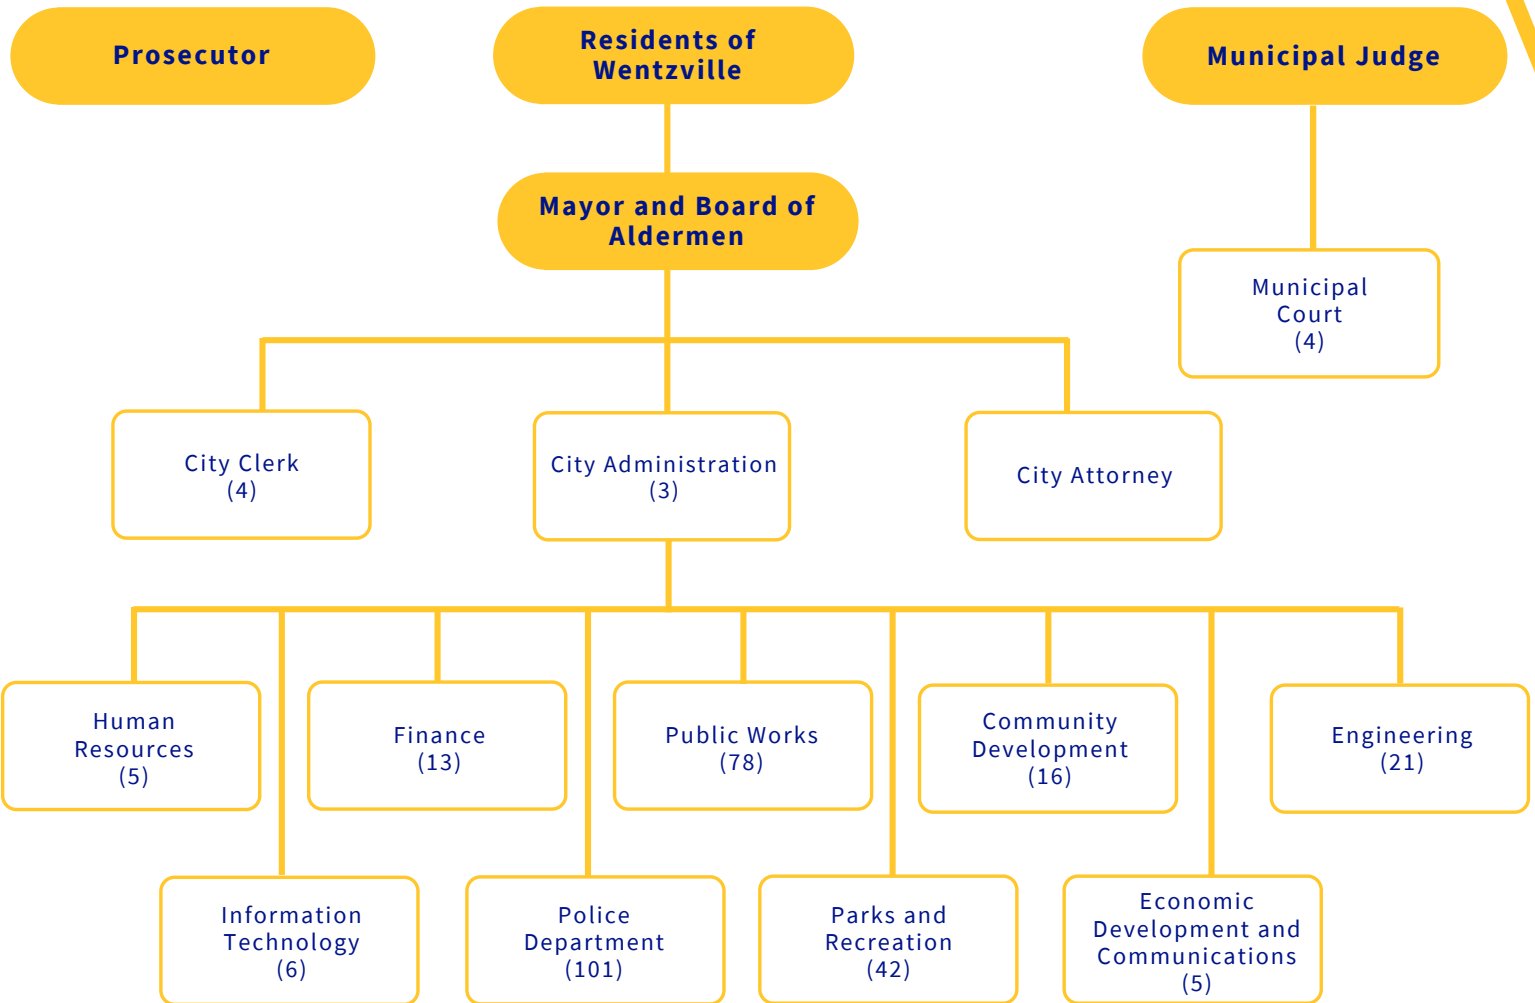 Prosecutor
Residents of
Wentzville
Municipal Judge
Mayor and Board of
Aldermen
Municipal
Court
(4)
City Clerk
(4)
City Administration
(3)
City Attorney
Human
Resources
(5)
Finance
(13)
Public Works
(78)
Community
Development
(16)
Engineering
(21)
Information
Technology
(6)
Police
Department
(101)
Parks and
Recreation
(42)
Economic
Development and
Communications
(5)